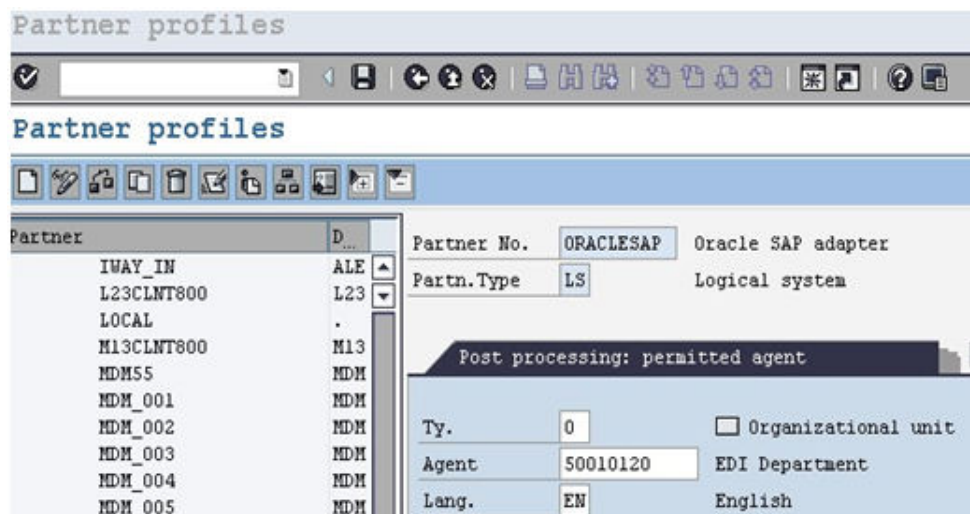 Partner profiles
Partner profiles
Partner
D...
IWAY_IN ALE
L23CLNT800 L23
LOCAL .
M13CLNT800 M13
MDM55 MDM
MDM_001 MDM
MDM_002 MDM
MDM_003 MDM
MDM_004 MDM
MDM_005 MDM
Partner No. ORACLESAP Oracle SAP adapter
Partn.Type LS Logical system
Post processing: permitted agent
Ty. O Organizational unit
Agent 50010120 EDI Department
Lang. EN English